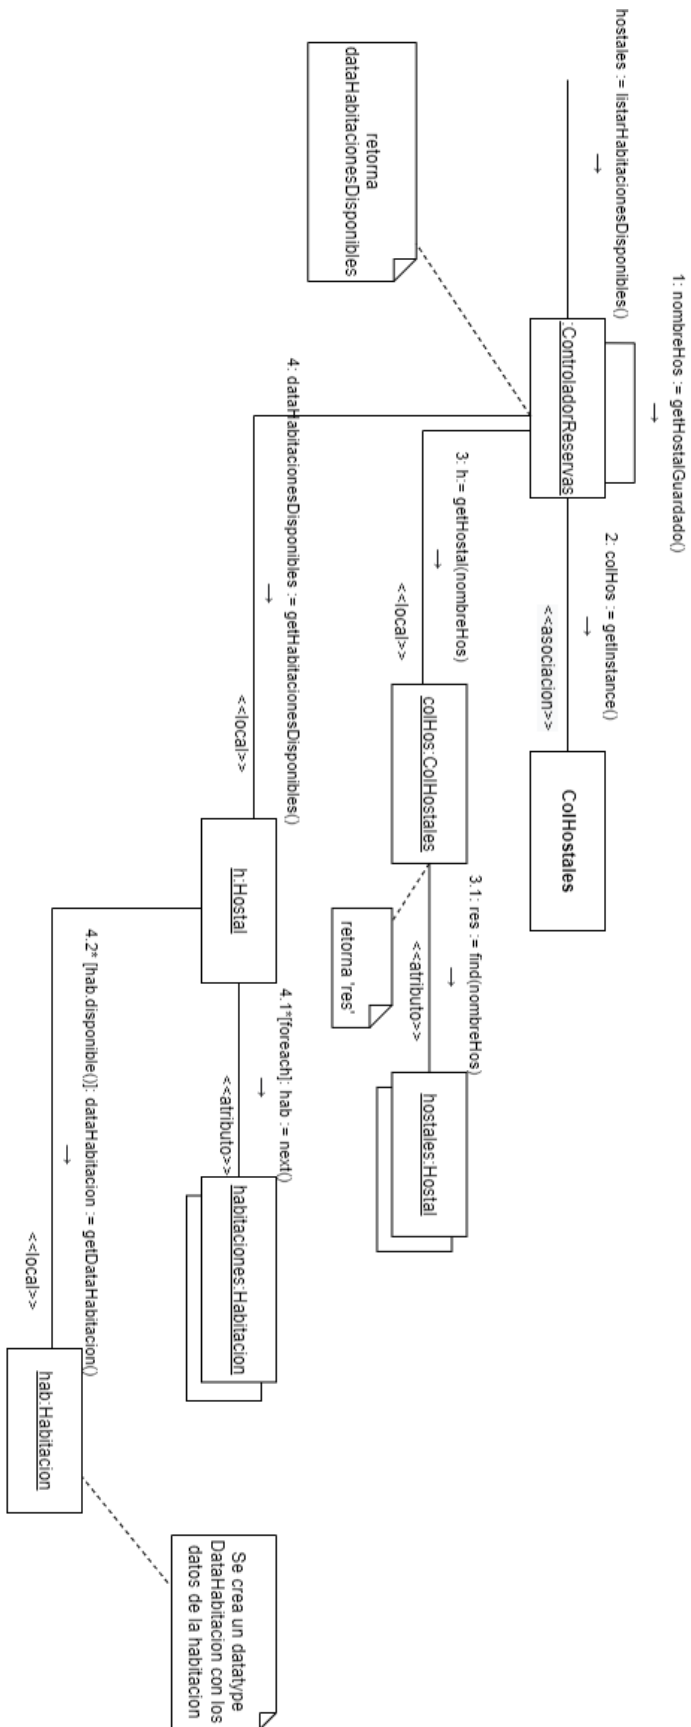 hostales := listarHabitacionesDisponibles()
→
1: nombreHos := getHostalGuardado()
→
:ControladorReservas
2: colHos := getInstance()
→
<<asociacion>>
ColHostales
retorna
dataHabitacionesDisponibles
3: h:= getHostal(nombreHos)
→
<<local>>
colHos:ColHostales
3.1: res := find(nombreHos)
→
<<atributo>>
hostales:Hostal
retorna 'res'
4: dataHabitacionesDisponibles := getHabitacionesDisponibles()
→
<<local>>
h:Hostal
4.1*[foreach]: hab := next()
→
<<atributo>>
habitaciones:Habitacion
4.2* [hab.disponible()]: dataHabitacion := getDataHabitacion()
→
<<local>>
hab:Habitacion
Se crea un datatype
DataHabitacion con los
datos de la habitacion